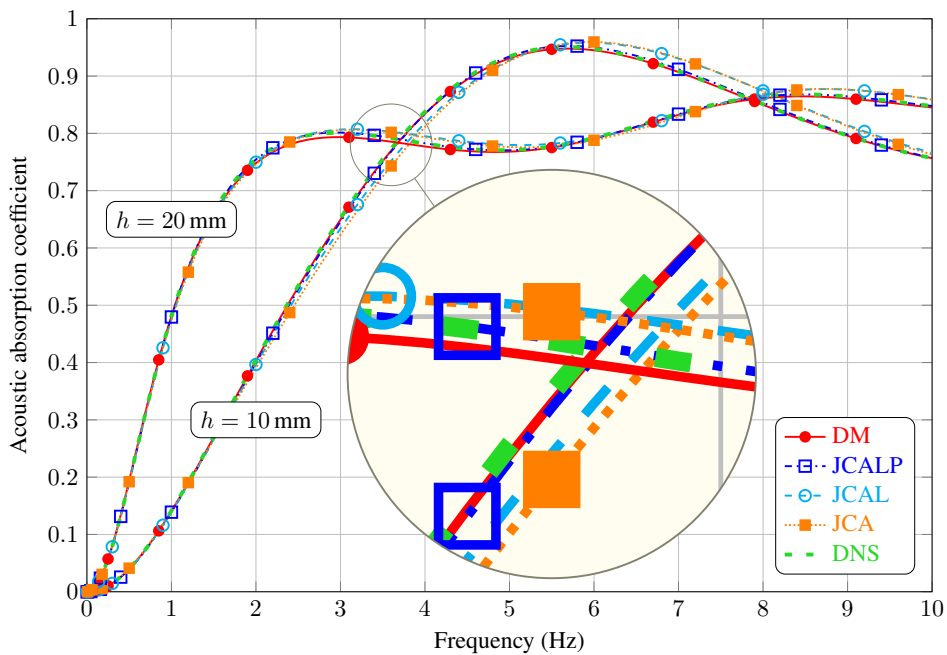 1
0.9
0.8
0.7
0.6
0.5
0.4
0.3
0.2
0.1
0
Acoustic absorption coefficient
h = 20 mm
h = 10 mm
DM
JCALP
JCAL
JCA
DNS
0 1 2 3 4 5 6 7 8 9 10
Frequency (Hz)